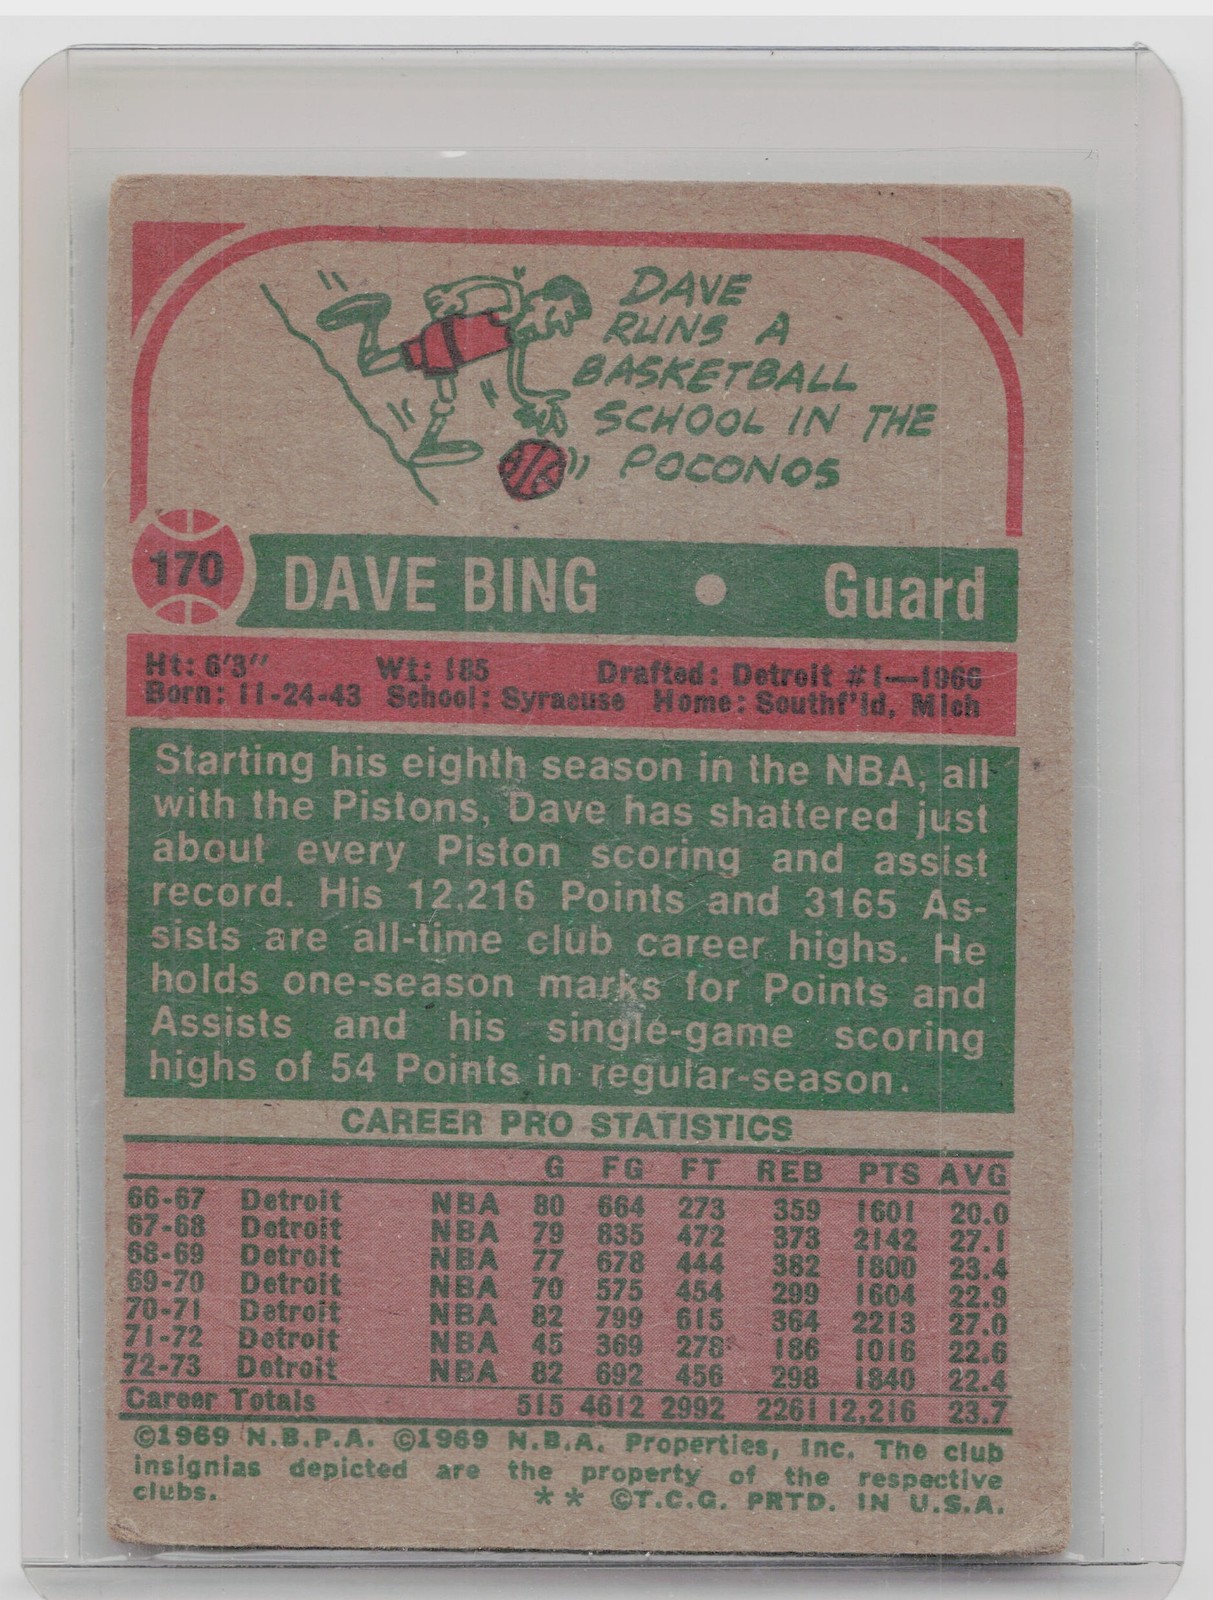 DAVE
RUNS A
BASKETBALL
SCHOOL IN THE
POCONOS
170
DAVE BING • Guard
Ht: 6'3" Wt: 185 Drafted: Detroit #1—1966
Born: 11-24-43 School: Syracuse Home: Southf'ld, Mich
Starting his eighth season in the NBA, all
with the Pistons, Dave has shattered just
about every Piston scoring and assist
record. His 12,216 Points and 3165 As-
sists are all-time club career highs. He
holds one-season marks for Points and
Assists and his single-game scoring
highs of 54 Points in regular-season.
CAREER PRO STATISTICS
G FG FT REB PTS AVG
66-67 Detroit NBA 80 664 273 359 1601 20.0
67-68 Detroit NBA 79 835 472 373 2142 27.1
68-69 Detroit NBA 77 678 444 382 1800 23.4
69-70 Detroit NBA 70 575 454 299 1604 22.9
70-71 Detroit NBA 82 799 615 364 2213 27.0
71-72 Detroit NBA 45 369 278 186 1016 22.6
72-73 Detroit NBA 82 692 456 298 1840 22.4
Career Totals 515 4612 2992 2261 12,216 23.7
©1969 N.B.P.A. ©1969 N.B.A. Properties, Inc. The club
insignias depicted are the property of the respective
clubs. ** ©T.C.G. PRTD. IN U.S.A.